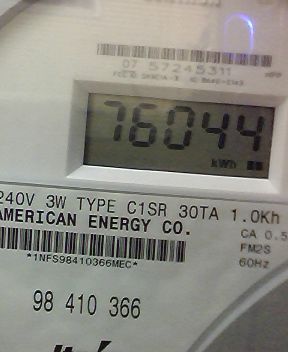 07 57245311
76044
kWh
240V 3W TYPE C1SR 30TA 1.0Kh
AMERICAN ENERGY CO.
CA 0.5
FM2S
*1NFS98410366MEC*
60Hz
98 410 366